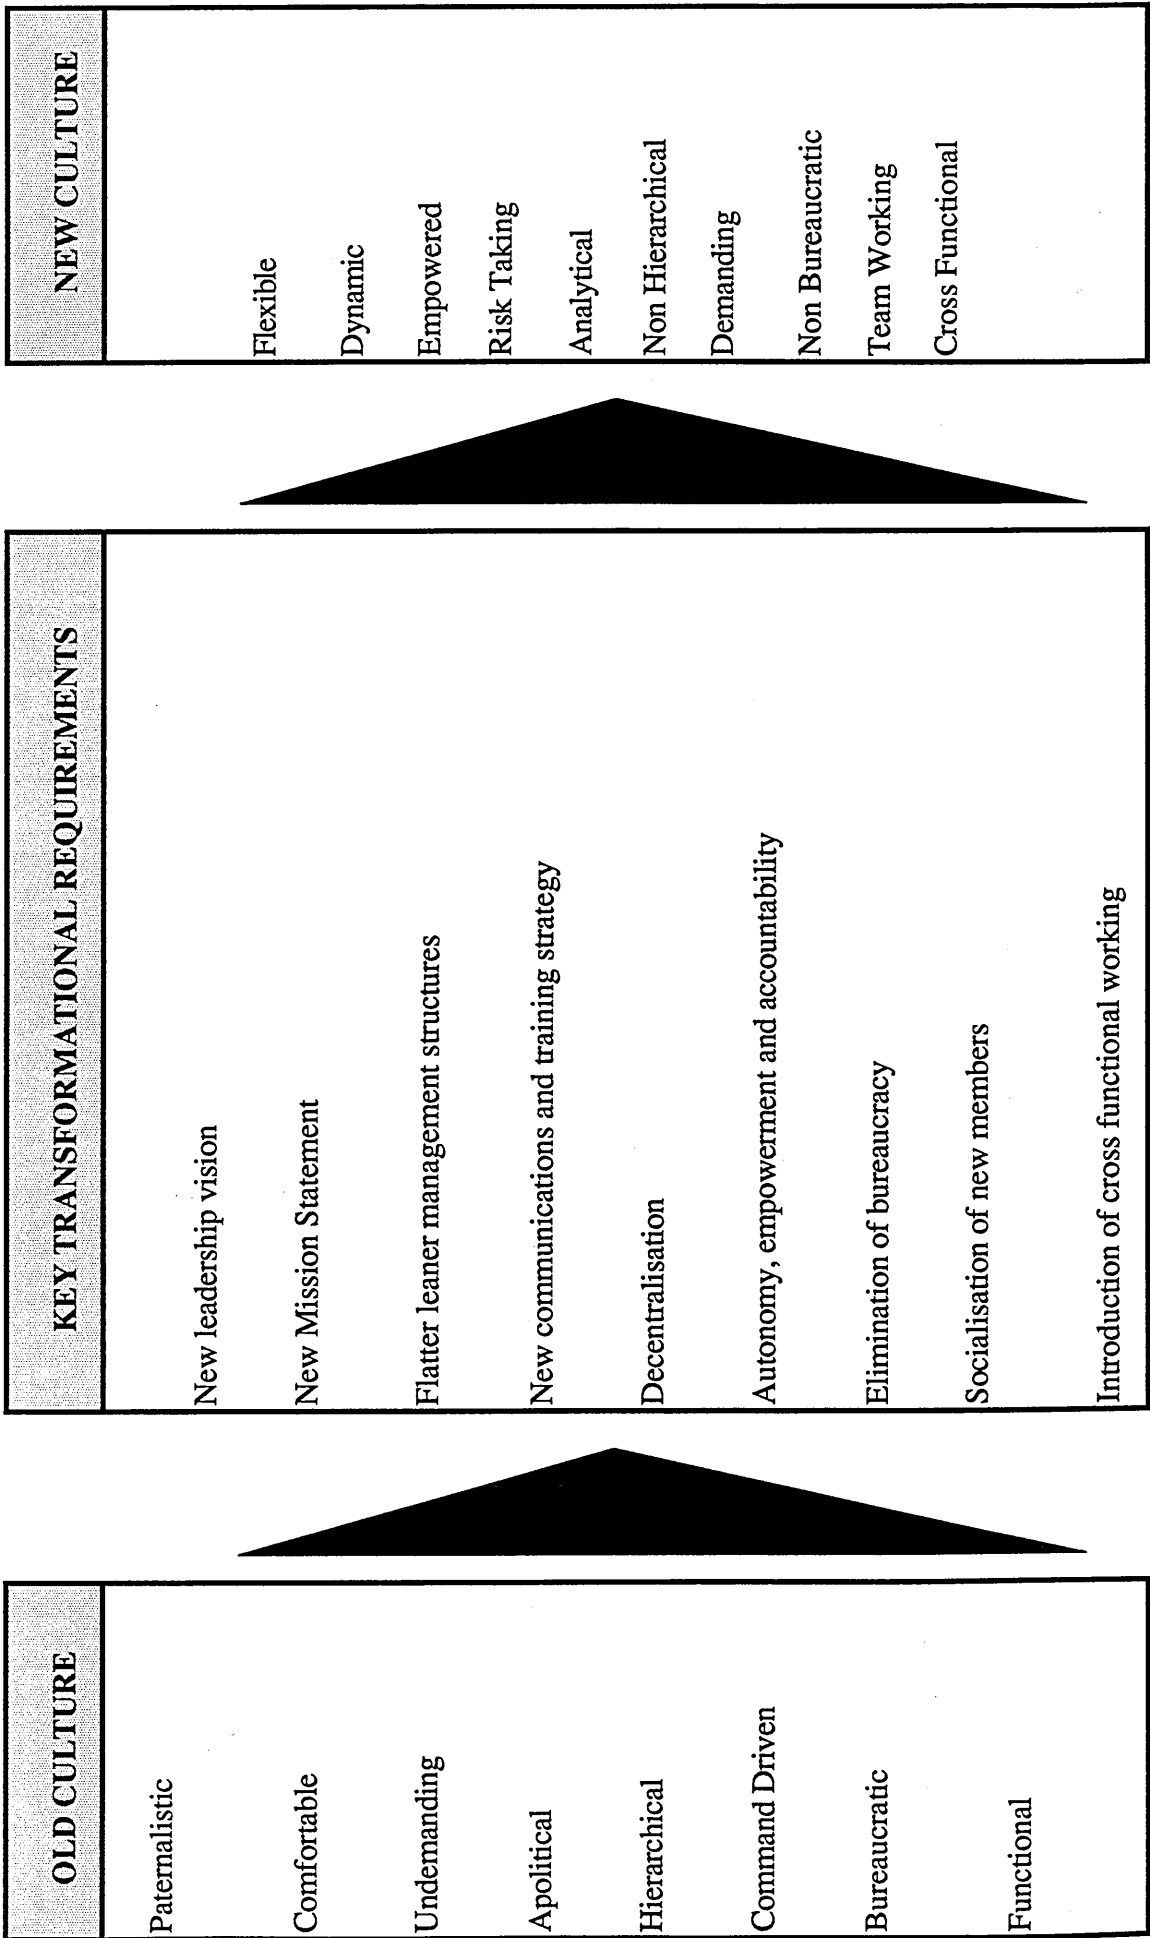 OLD CULTURE
Paternalistic
Comfortable
Undemanding
Apolitical
Hierarchical
Command Driven
Bureaucratic
Functional
KEY TRANSFORMATIONAL REQUIREMENTS
New leadership vision
New Mission Statement
Flatter leaner management structures
New communications and training strategy
Decentralisation
Autonomy, empowerment and accountability
Elimination of bureaucracy
Socialisation of new members
Introduction of cross functional working
NEW CULTURE
Flexible
Dynamic
Empowered
Risk Taking
Analytical
Non Hierarchical
Demanding
Non Bureaucratic
Team Working
Cross Functional